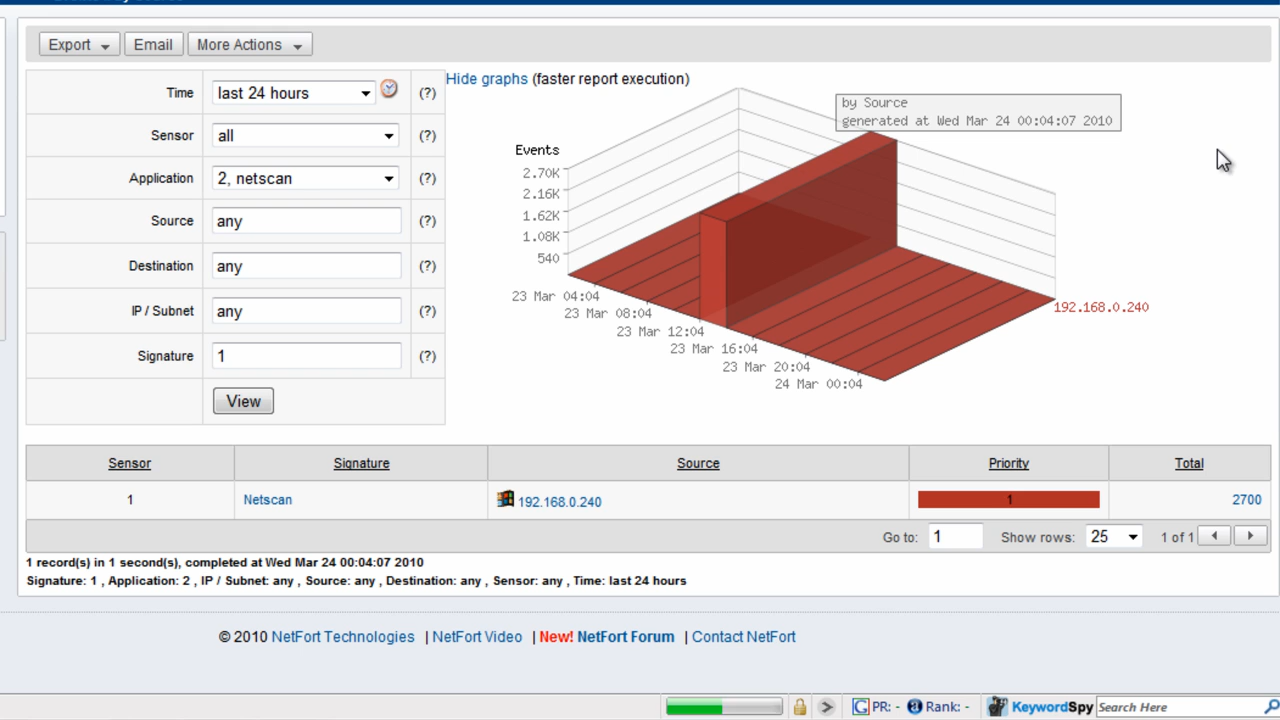 Export
Email
More Actions
Time
last 24 hours
(?)
Hide graphs (faster report execution)
Sensor
all
(?)
Application
2, netscan
(?)
Source
any
(?)
Destination
any
(?)
IP / Subnet
any
(?)
Signature
1
(?)
View
by Source
generated at Wed Mar 24 00:04:07 2010
Events
2.70K
2.16K
1.62K
1.08K
540
23 Mar 04:04
23 Mar 08:04
23 Mar 12:04
23 Mar 16:04
23 Mar 20:04
24 Mar 00:04
192.168.0.240
Sensor Signature Source Priority Total
1 Netscan 192.168.0.240 1 2700
Go to: 1 Show rows: 25 1 of 1
1 record(s) in 1 second(s), completed at Wed Mar 24 00:04:07 2010
Signature: 1 , Application: 2 , IP / Subnet: any , Source: any , Destination: any , Sensor: any , Time: last 24 hours
© 2010 NetFort Technologies | NetFort Video | New! NetFort Forum | Contact NetFort
G PR: - a Rank: - KeywordSpy Search Here